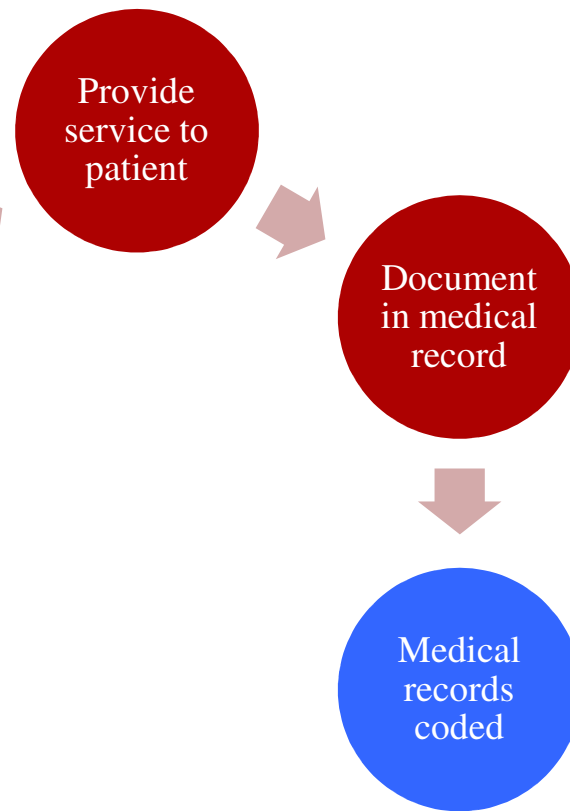 Provide
service to
patient
Document
in medical
record
Medical
records
coded